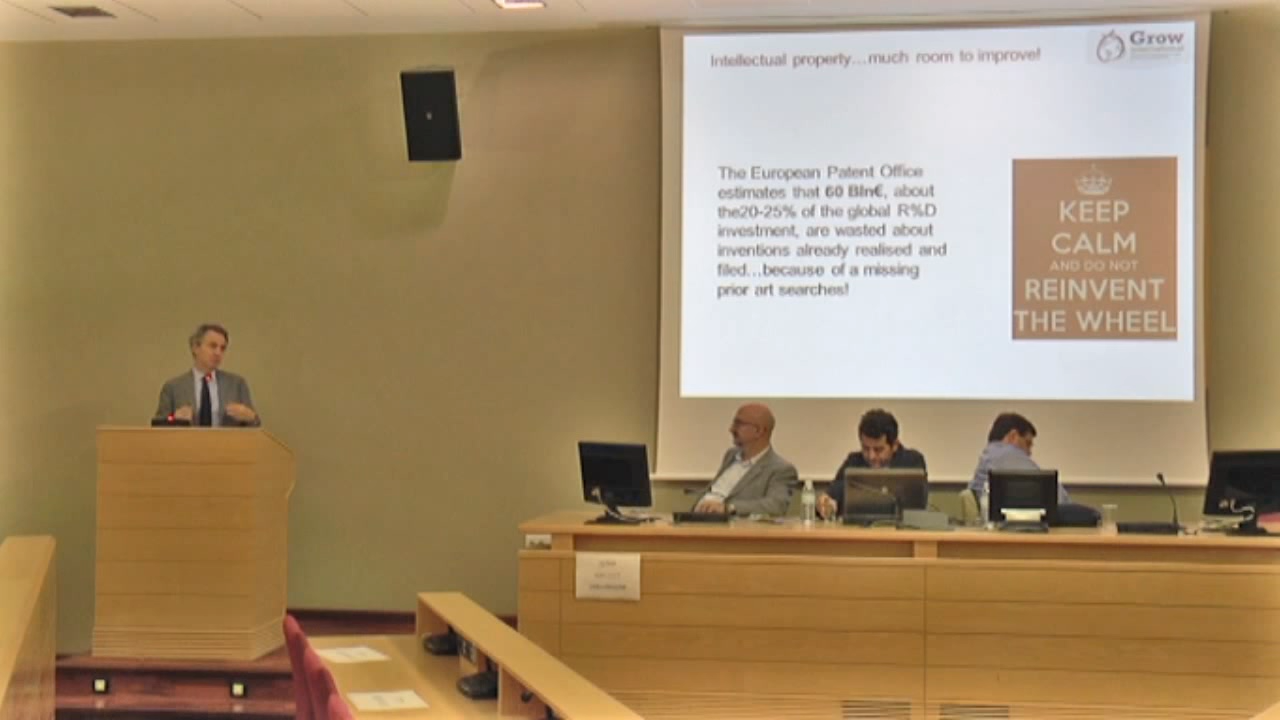 Intellectual property...much room to improve!
Grow
International
The European Patent Office
estimates that 60 Bln€, about
the20-25% of the global R%D
investment, are wasted about
inventions already realised and
filed...because of a missing
prior art searches!
KEEP
CALM
AND DO NOT
REINVENT
THE WHEEL